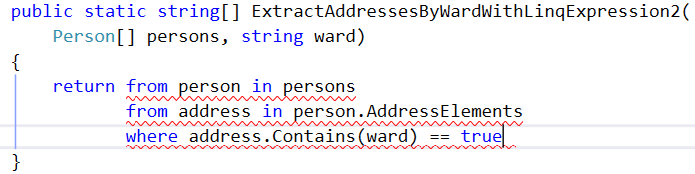 public static string[] ExtractAddressesByWardWithLinqExpression2(
    Person[] persons, string ward)
{
    return from person in persons
           from address in person.AddressElements
           where address.Contains(ward) == true
}